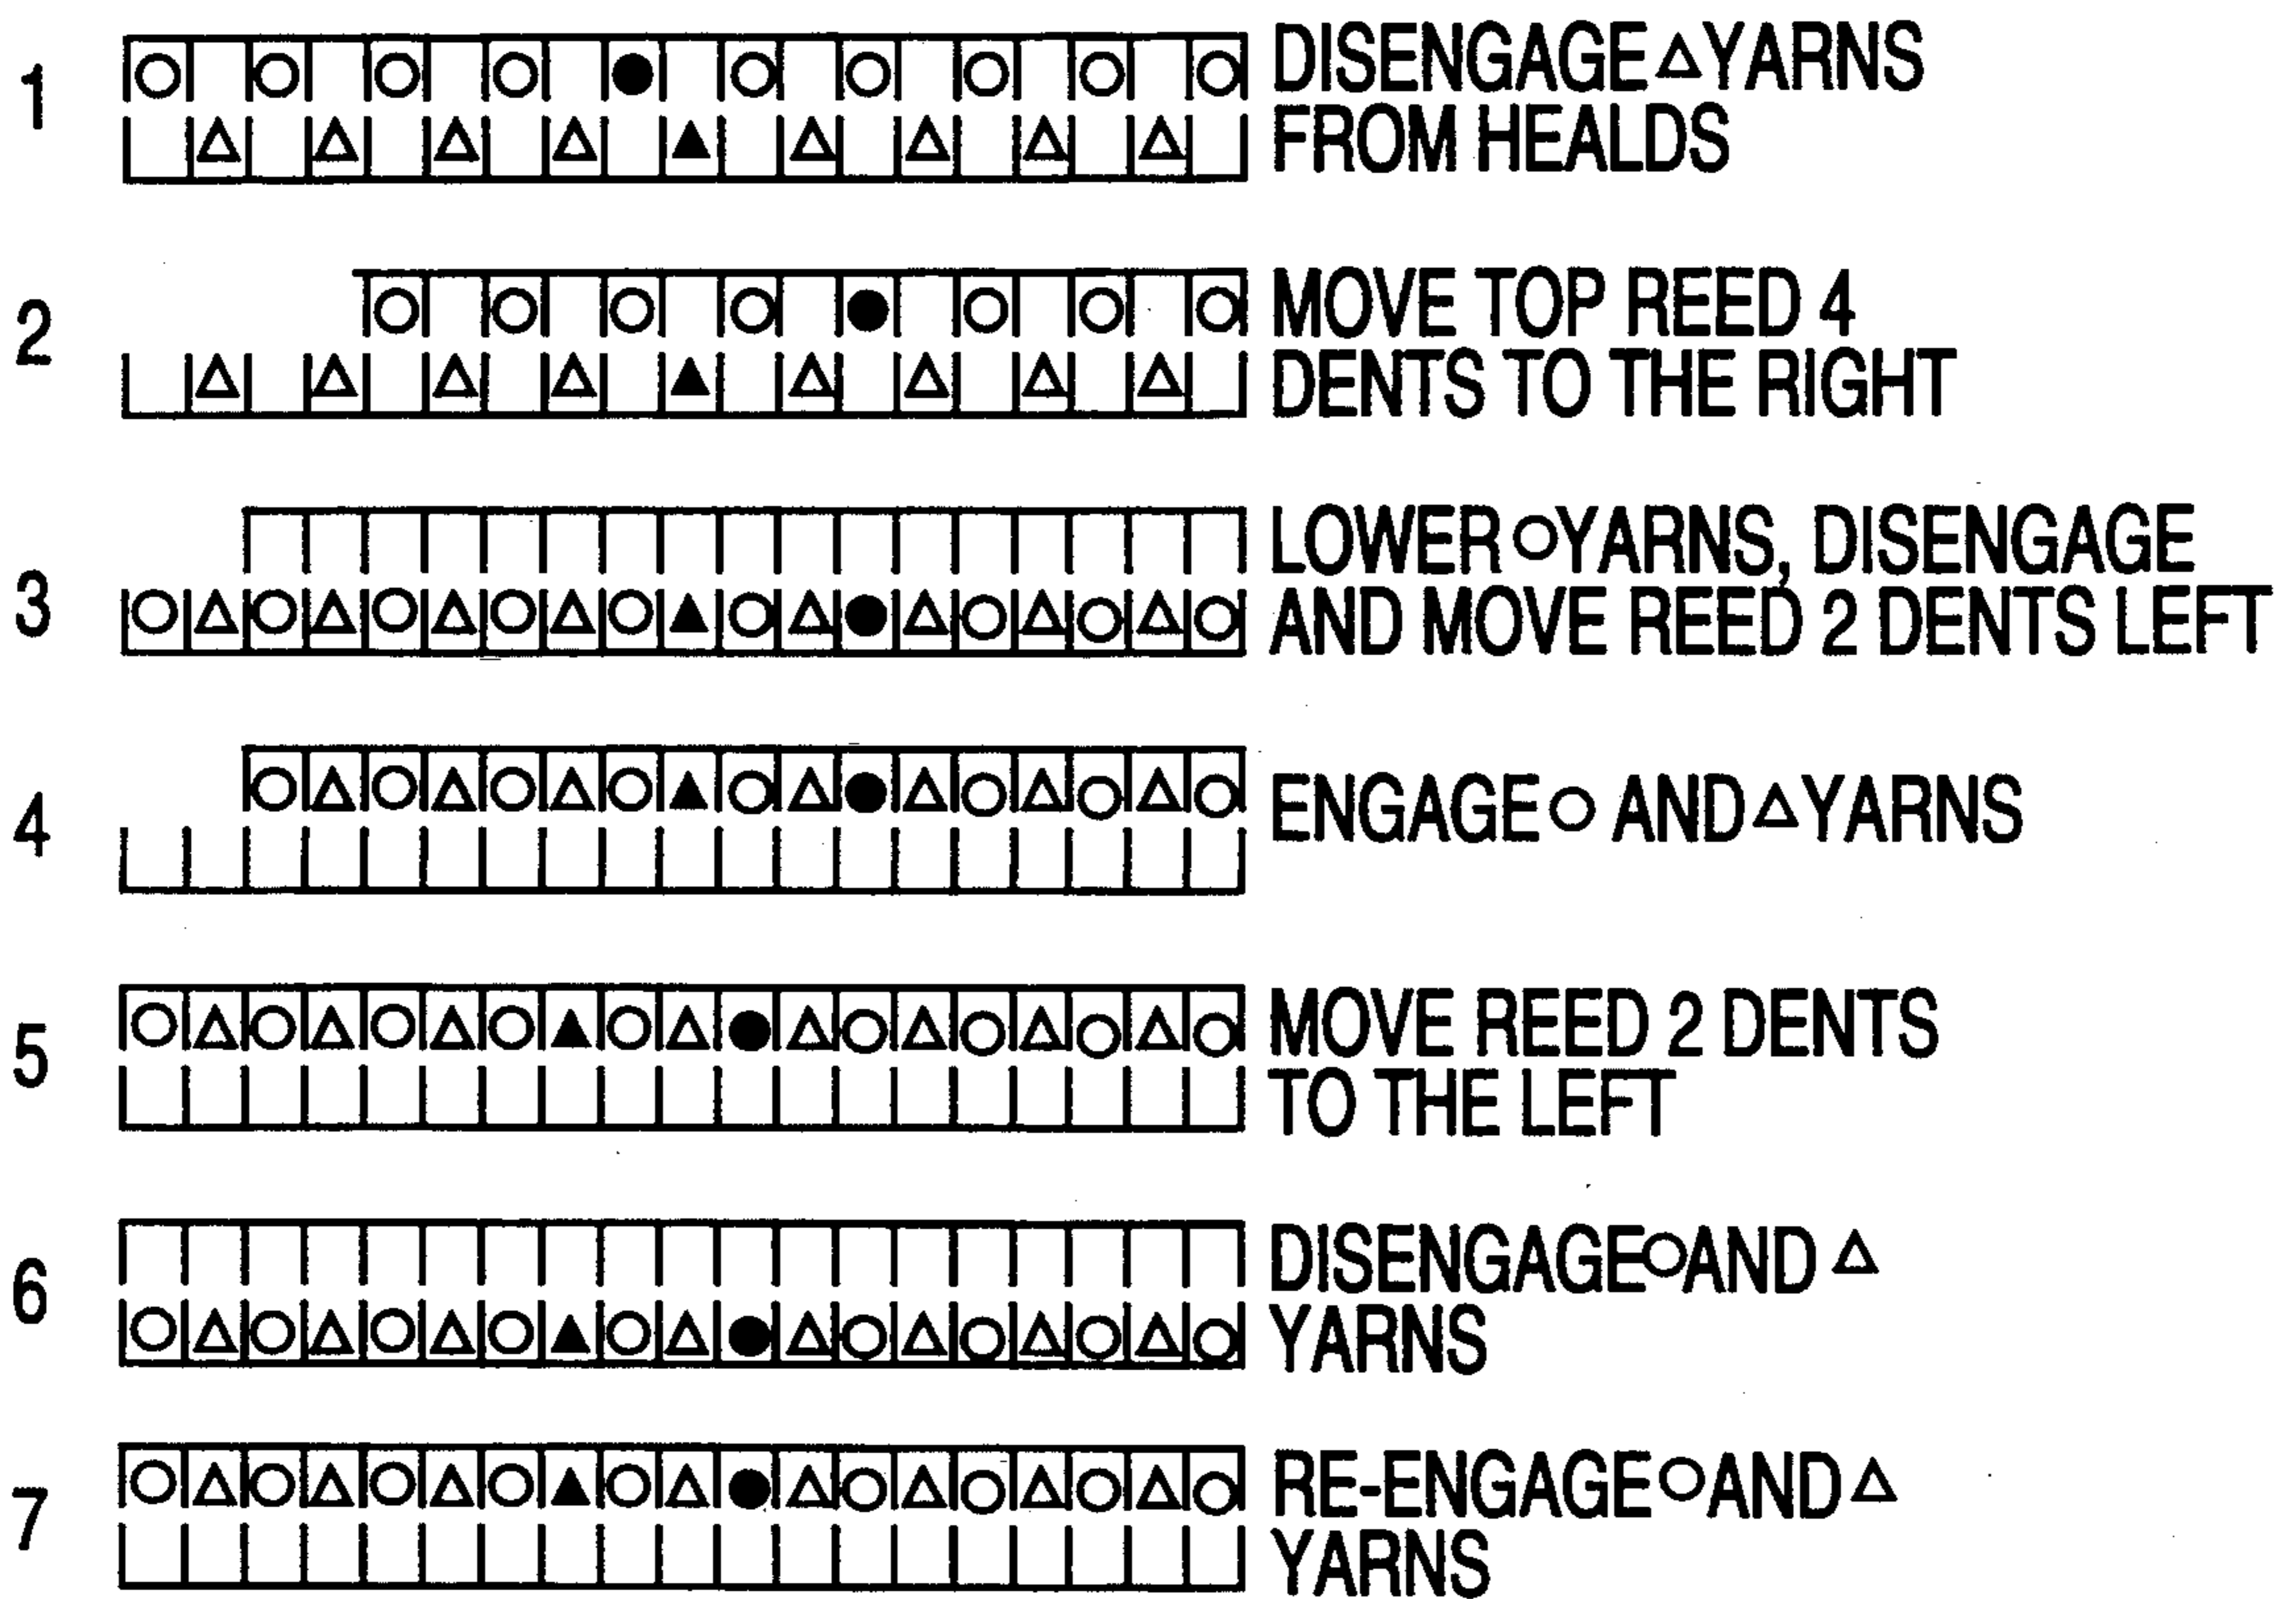 1
DISENGAGE △ YARNS
FROM HEALDS
2
MOVE TOP REED 4
DENTS TO THE RIGHT
3
LOWER ○ YARNS, DISENGAGE
AND MOVE REED 2 DENTS LEFT
4
ENGAGE ○ AND △ YARNS
5
MOVE REED 2 DENTS
TO THE LEFT
6
DISENGAGE ○ AND △
YARNS
7
RE-ENGAGE ○ AND △
YARNS